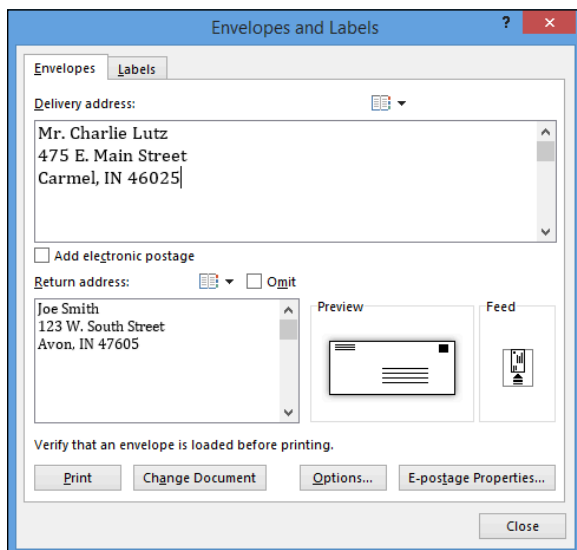 Envelopes and Labels
?
Envelopes
Labels
Delivery address:
Mr. Charlie Lutz
475 E. Main Street
Carmel, IN 46025
Add electronic postage
Return address:
Omit
Joe Smith
123 W. South Street
Avon, IN 47605
Preview
Feed
Verify that an envelope is loaded before printing.
Print
Change Document
Options...
E-postage Properties...
Close